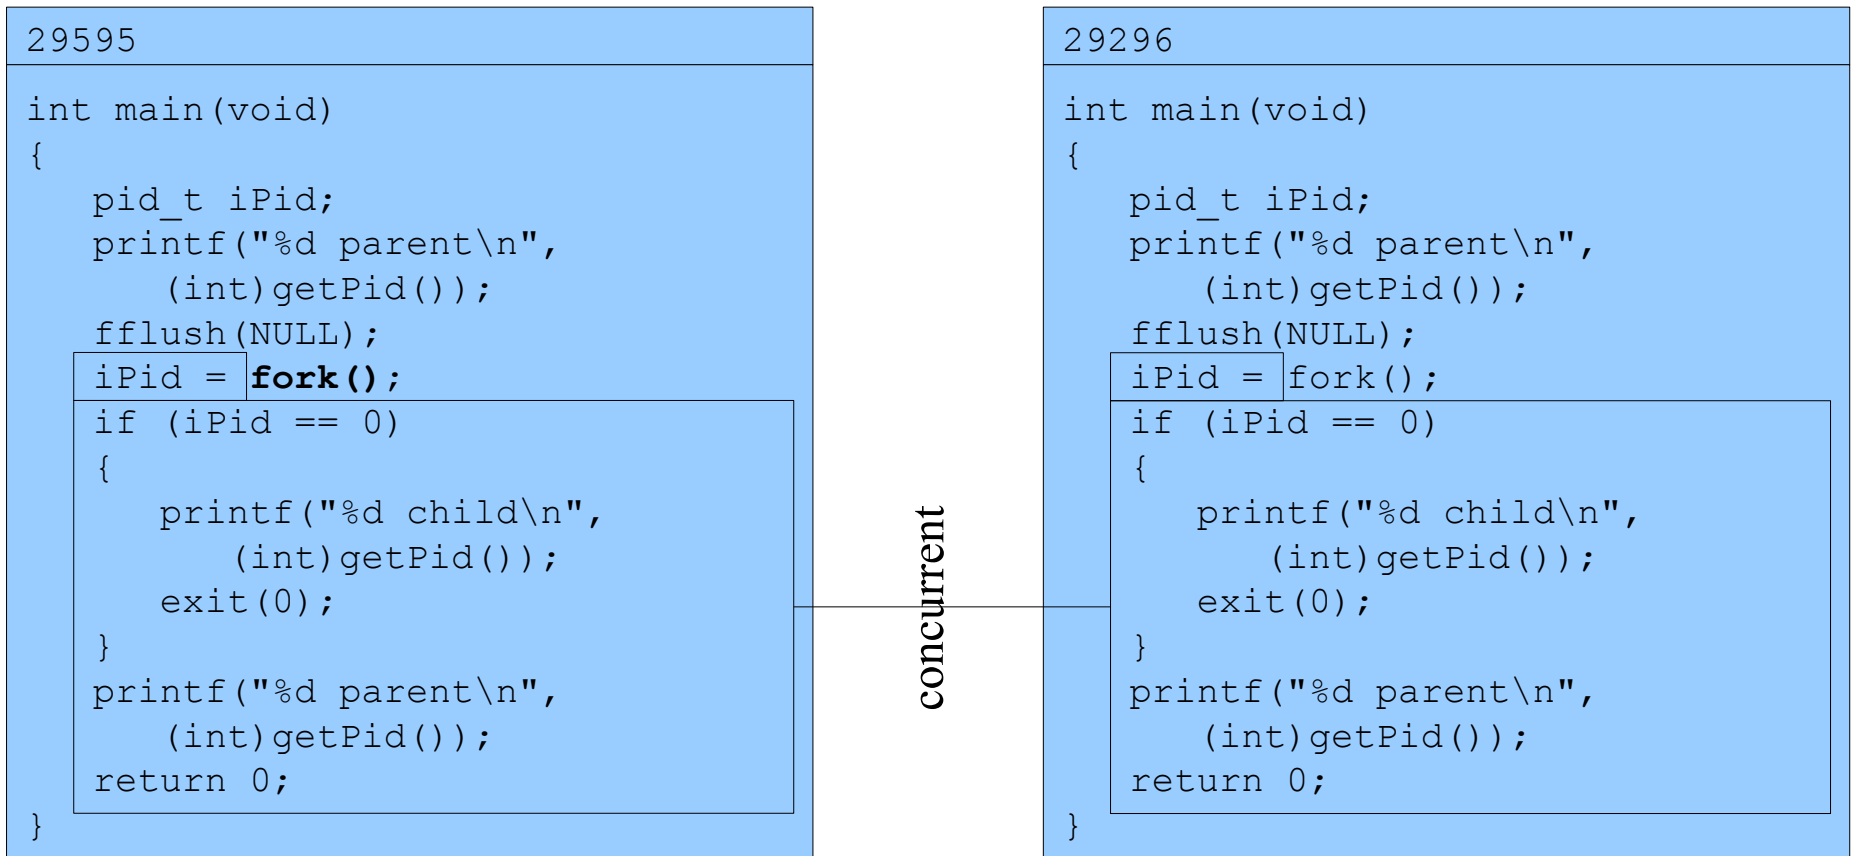 29595
int main(void)
{
pid_t iPid;
printf("%d parent\n",
(int)getPid());
fflush(NULL);
iPid = fork();
if (iPid == 0)
{
printf("%d child\n",
(int)getPid());
exit(0);
}
printf("%d parent\n",
(int)getPid());
return 0;
}
concurrent
29296
int main(void)
{
pid_t iPid;
printf("%d parent\n",
(int)getPid());
fflush(NULL);
iPid = fork();
if (iPid == 0)
{
printf("%d child\n",
(int)getPid());
exit(0);
}
printf("%d parent\n",
(int)getPid());
return 0;
}